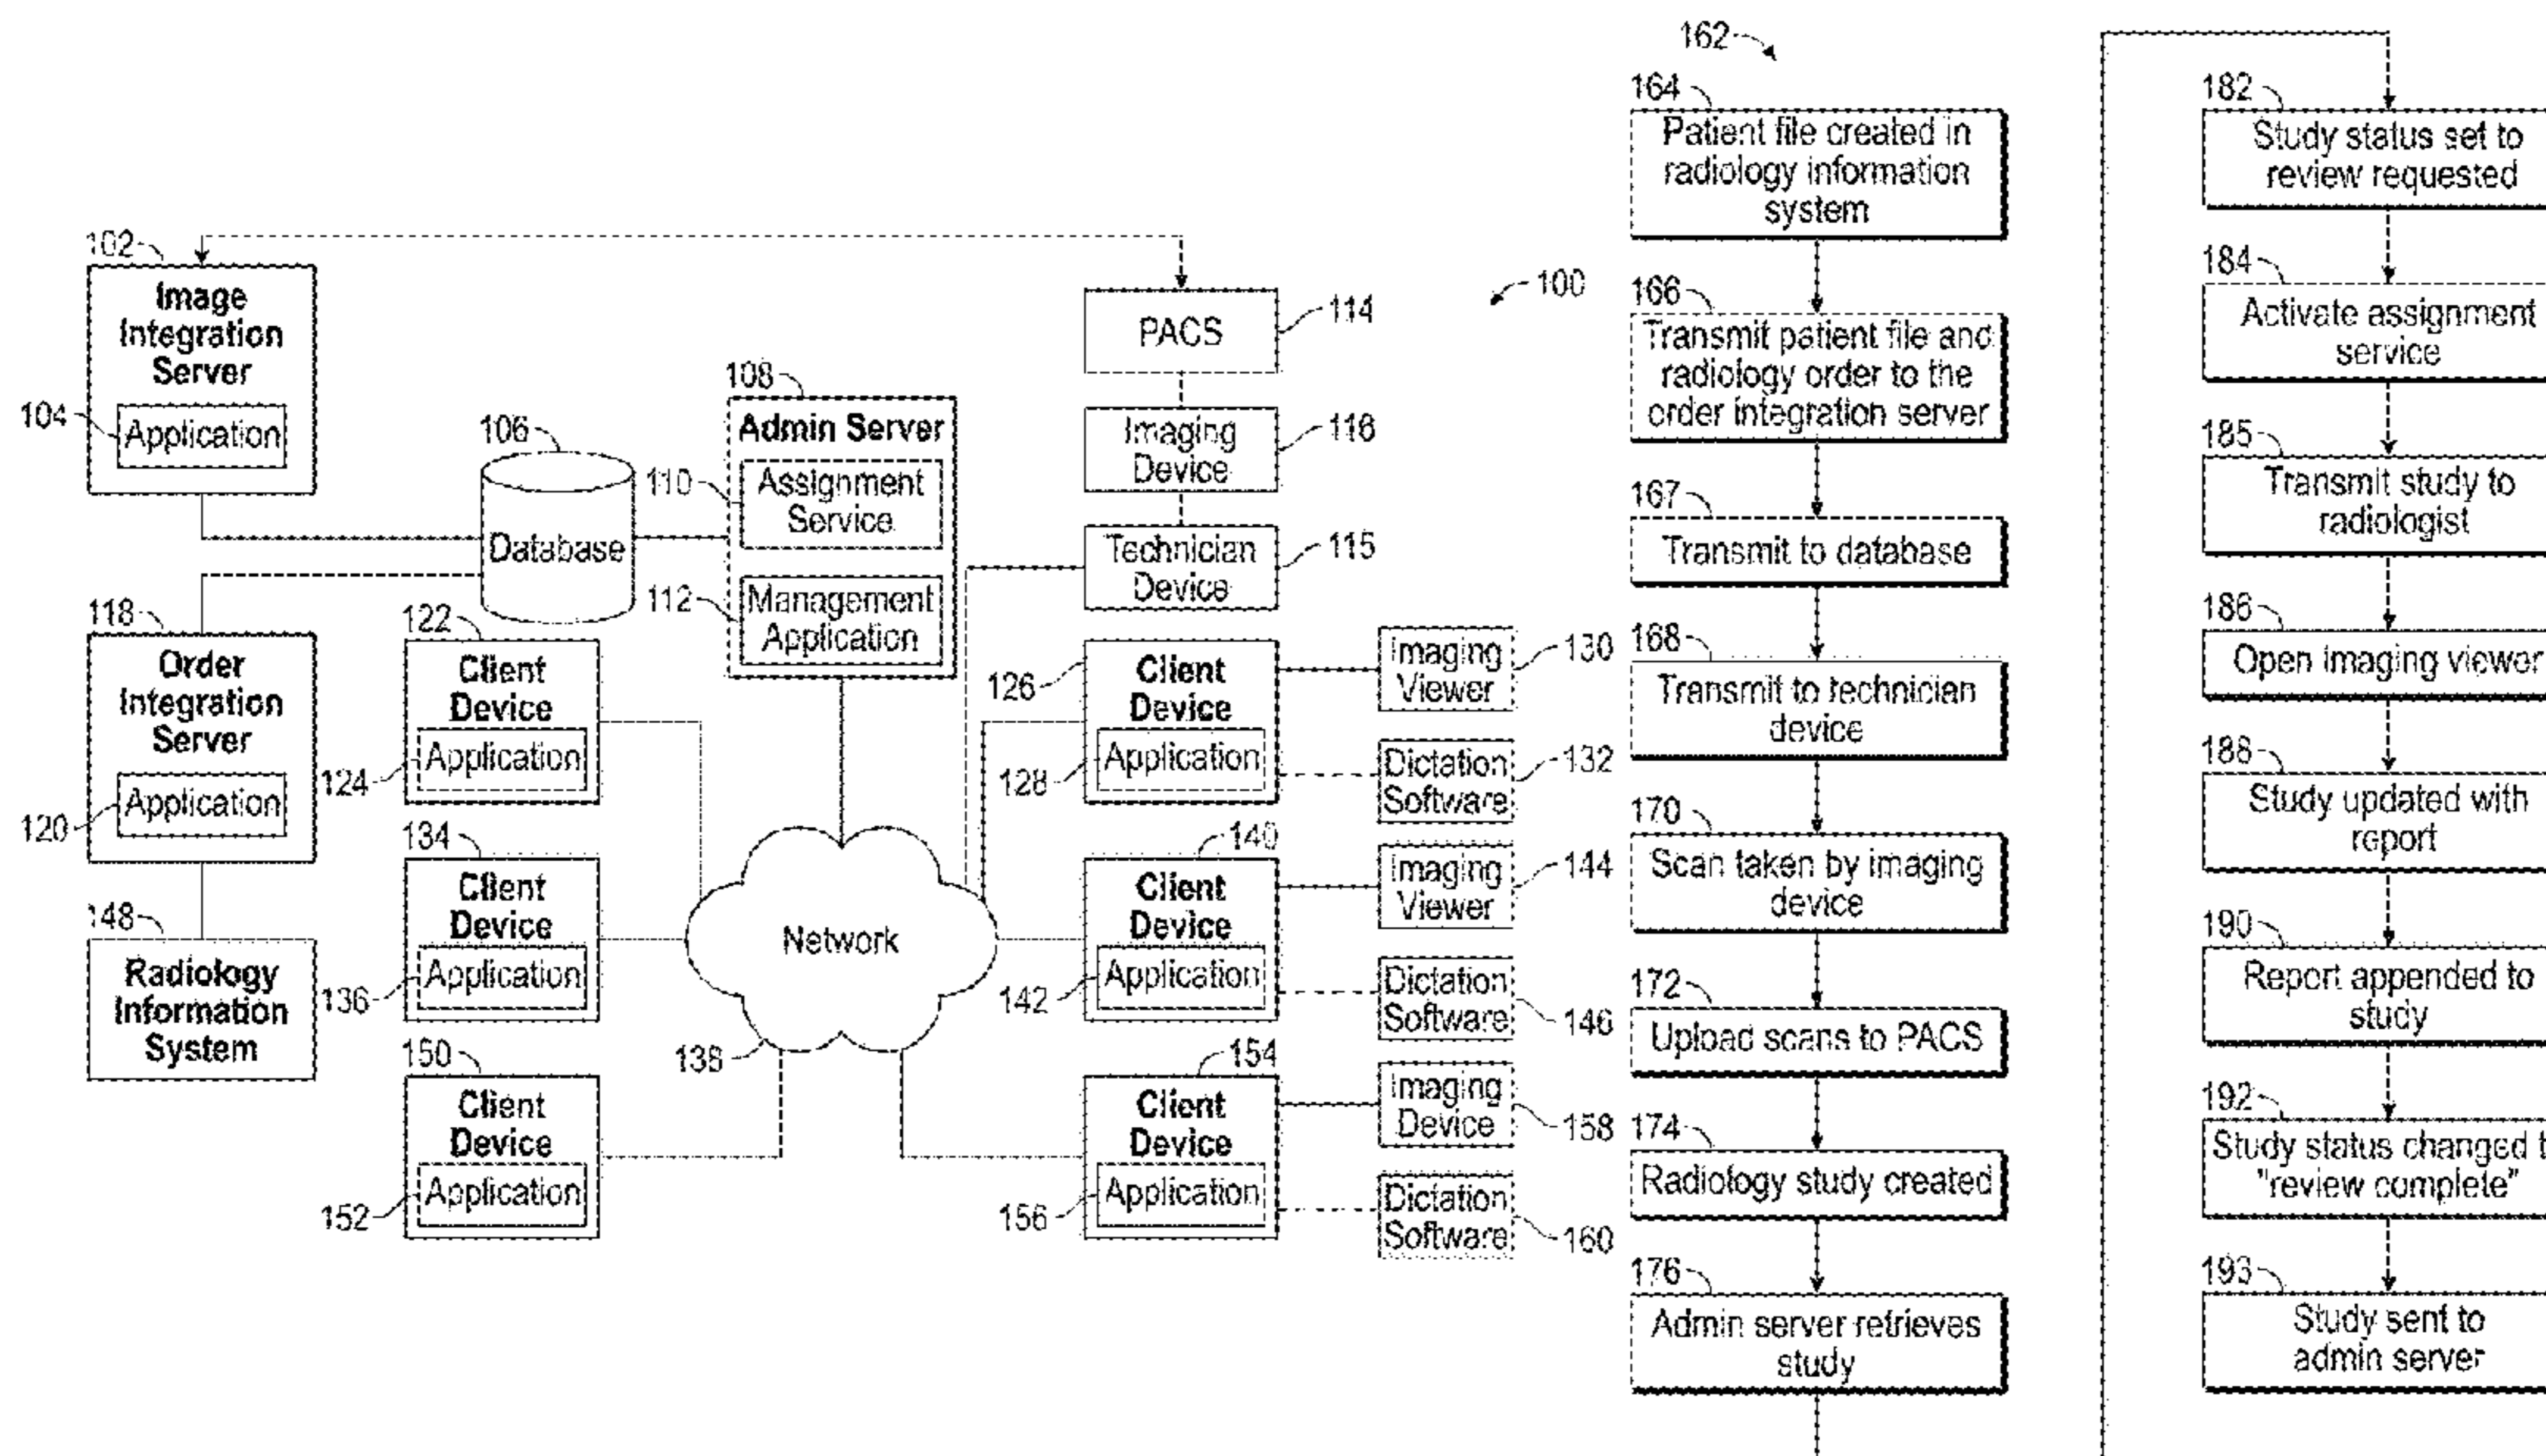 102
Image
Integration
Server
104
Application
106
Database
108
Admin Server
110
Assignment
Service
112
Management
Application
PACS
114
Imaging
Device
116
Technician
Device
115
100
118
Order
Integration
Server
120
Application
148
Radiology
Information
System
122
Client
Device
124
Application
134
Client
Device
136
Application
150
Client
Device
152
Application
Network
138
126
Client
Device
128
Application
Imaging
Viewer
130
Dictation
Software
132
140
Client
Device
142
Application
Imaging
Viewer
144
Dictation
Software
146
154
Client
Device
156
Application
Imaging
Device
158
Dictation
Software
160
162
164
Patient file created in
radiology information
system
166
Transmit patient file and
radiology order to the
order integration server
167
Transmit to database
168
Transmit to technician
device
170
Scan taken by imaging
device
172
Upload scans to PACS
174
Radiology study created
176
Admin server retrieves
study
182
Study status set to
review requested
184
Activate assignment
service
185
Transmit study to
radiologist
186
Open imaging viewer
188
Study updated with
report
190
Report appended to
study
192
Study status changed
"review complete"
193
Study sent to
admin server